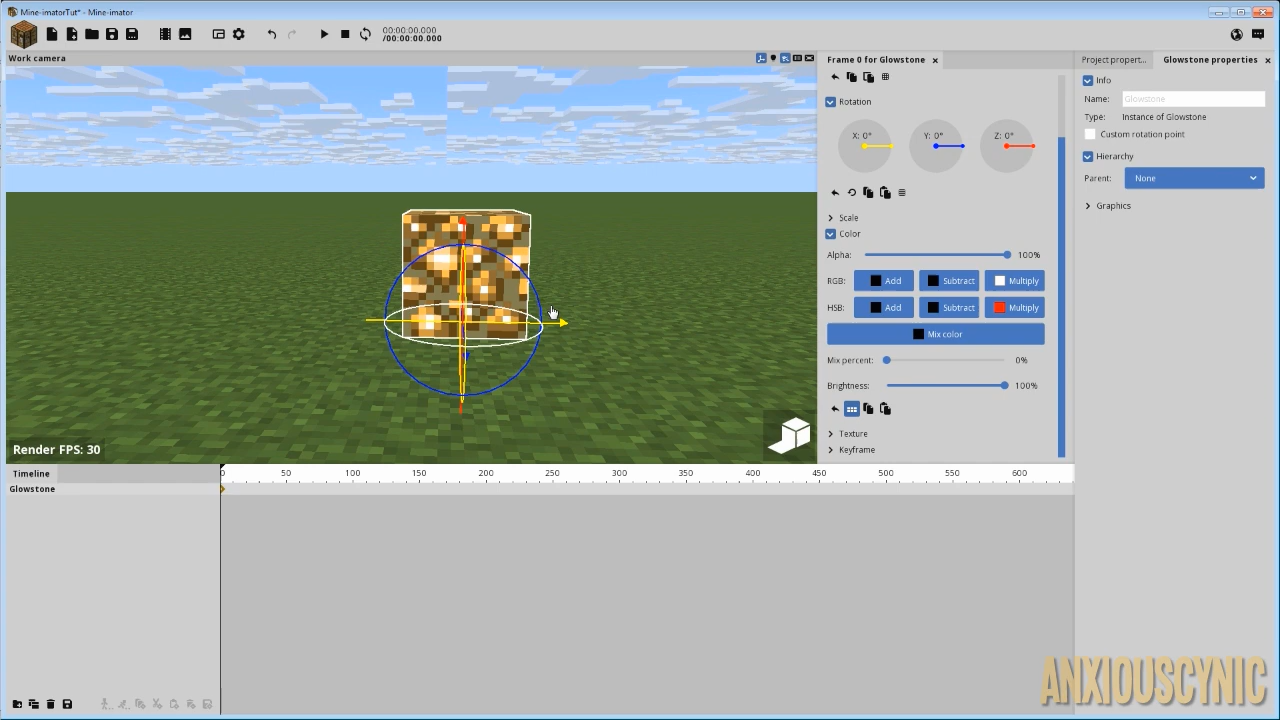 Mine-imatorTut* - Mine-imator
00:00:00.000
/00:00:00.000
Work camera
Render FPS: 30
Frame 0 for Glowstone
Rotation
X: 0° Y: 0° Z: 0°
Scale
Color
Alpha: 100%
RGB: Add Subtract Multiply
HSB: Add Subtract Multiply
Mix color
Mix percent: 0%
Brightness: 100%
Texture
Keyframe
Project propert... Glowstone properties
Info
Name: Glowstone
Type: Instance of Glowstone
Custom rotation point
Hierarchy
Parent: None
Graphics
Timeline
0 50 100 150 200 250 300 350 400 450 500 550 600
Glowstone
ANXIOUSCYNIC